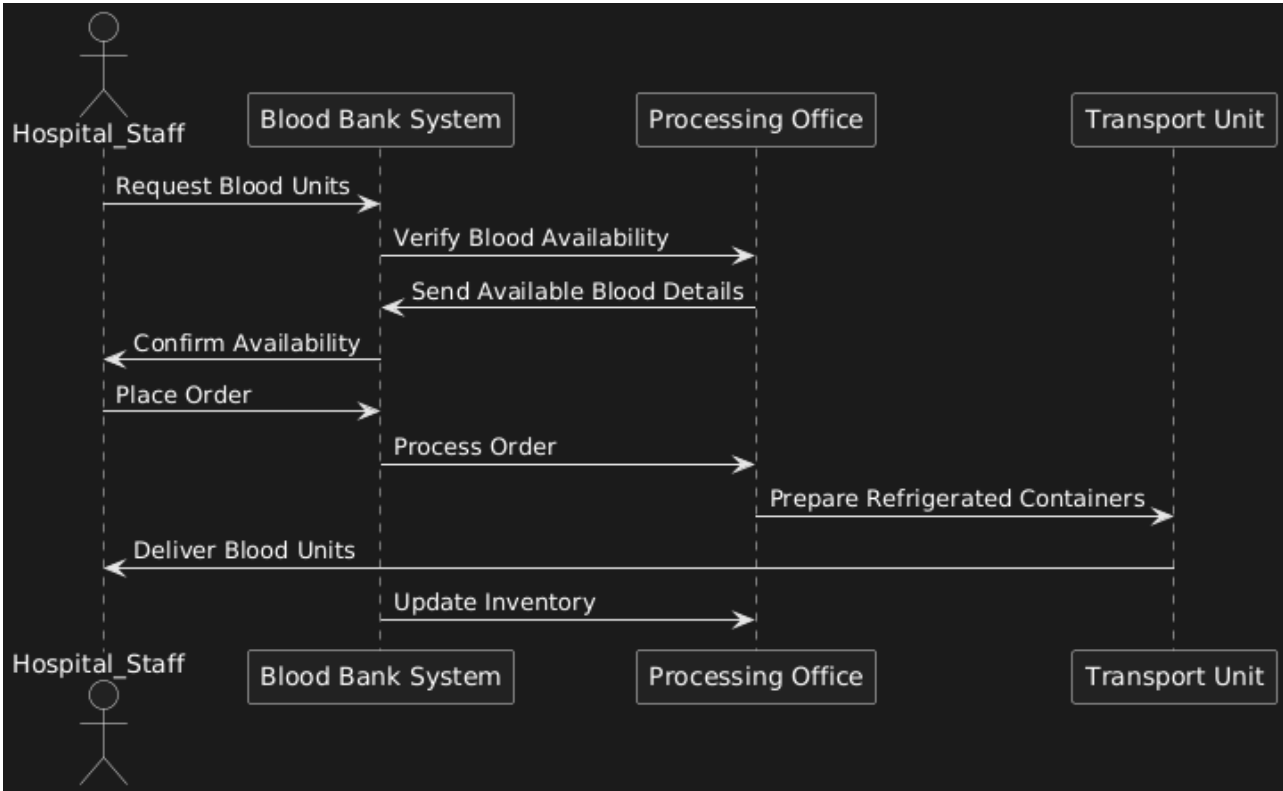 Hospital_Staff
Blood Bank System
Processing Office
Transport Unit
Request Blood Units
Verify Blood Availability
Send Available Blood Details
Confirm Availability
Place Order
Process Order
Prepare Refrigerated Containers
Deliver Blood Units
Update Inventory
Hospital_Staff
Blood Bank System
Processing Office
Transport Unit